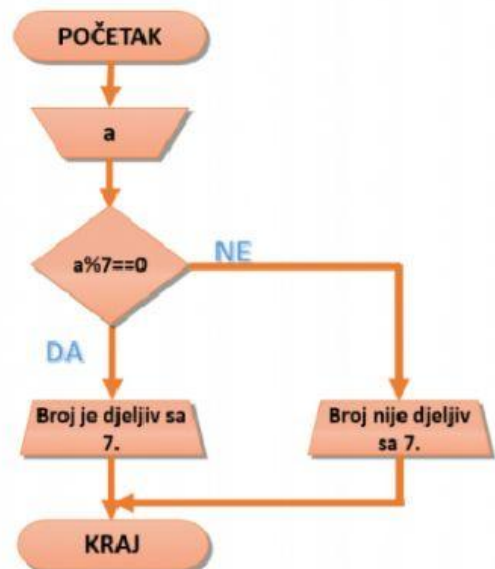 POČETAK
a
a%7==0
NE
DA
Broj je djeljiv sa
7.
Broj nije djeljiv
sa 7.
KRAJ